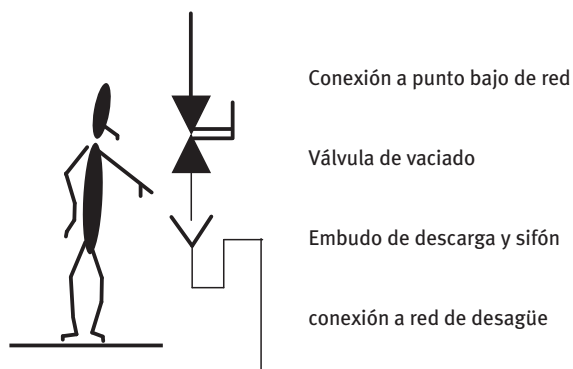 Conexión a punto bajo de red
Válvula de vaciado
Embudo de descarga y sifón
conexión a red de desagüe